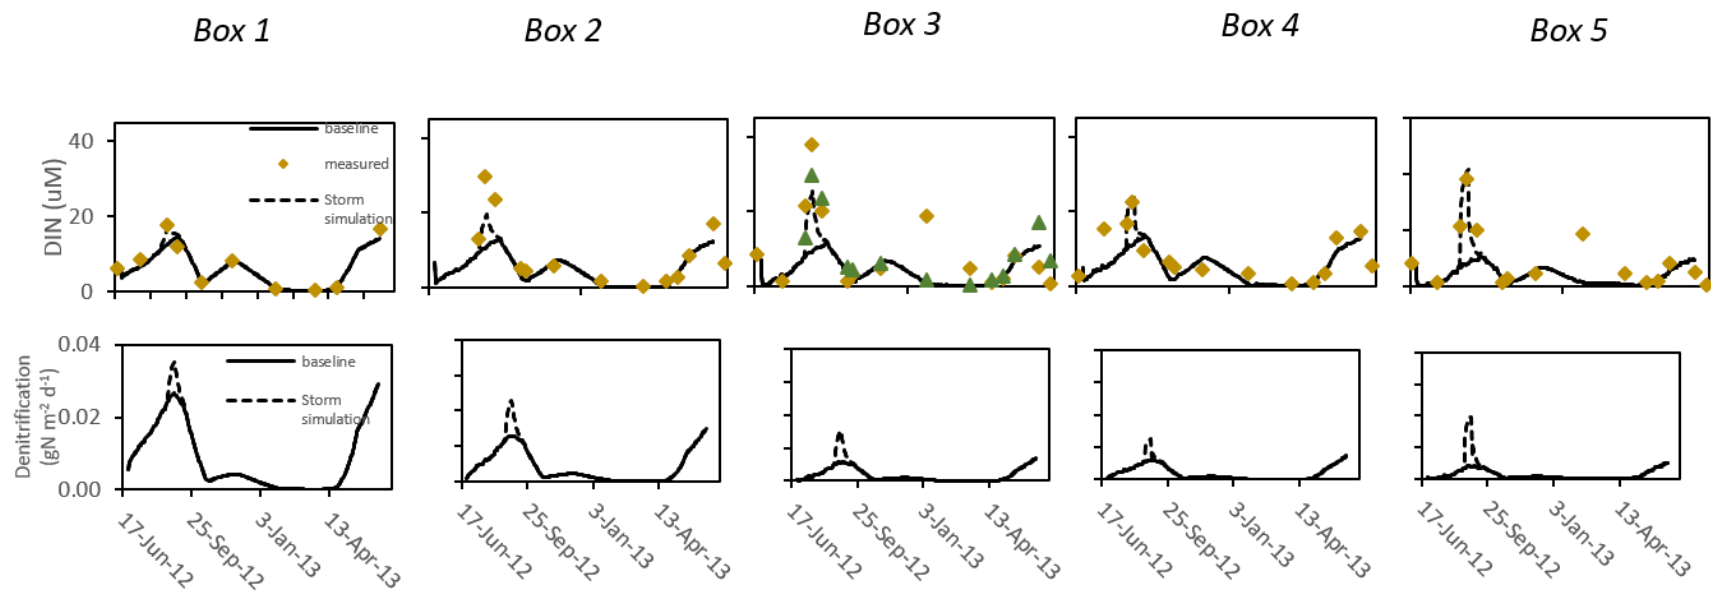 Box 1
Box 2
Box 3
Box 4
Box 5
DIN (uM)
40
20
0
baseline
measured
Storm
simulation
Denitrification
(gN m⁻² d⁻¹)
0.04
0.02
0.00
baseline
Storm
simulation
17-Jun-12
25-Sep-12
3-Jan-13
13-Apr-13
17-Jun-12
25-Sep-12
3-Jan-13
13-Apr-13
17-Jun-12
25-Sep-12
3-Jan-13
13-Apr-13
17-Jun-12
25-Sep-12
3-Jan-13
13-Apr-13
17-Jun-12
25-Sep-12
3-Jan-13
13-Apr-13